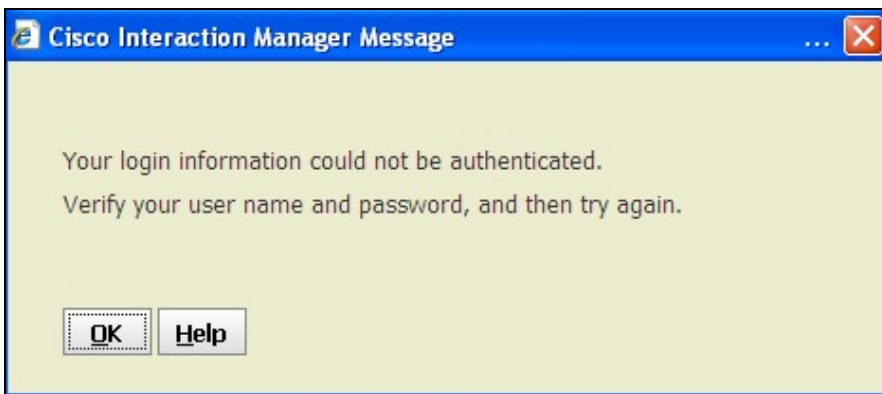 Cisco Interaction Manager Message ...
Your login information could not be authenticated.
Verify your user name and password, and then try again.
OK Help